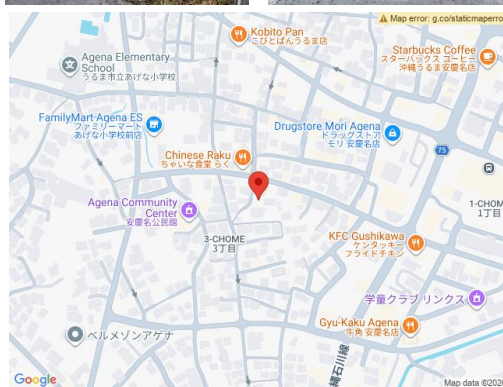 Map error: g.co/staticmaperro
Kobito Pan
こびとぱんうるま店
Agena Elementary
School
うるま市立あげな小学校
Starbucks Coffee
スターバックス コーヒー
沖縄うるま安慶名店
FamilyMart Agena ES
ファミリーマート
あげな小学校前店
Drugstore Mori Agena
ドラッグストア
モリ 安慶名店
75
Chinese Raku
ちゃいな食堂 らく
Agena Community
Center
安慶名公民館
3-CHOME
3丁目
1-CHOME
1丁目
KFC Gushikawa
ケンタッキー
フライドチキン
学童クラブ リンクス
Gyu-Kaku Agena
牛角 安慶名店
ベルメゾンアゲナ
縄石川線
Google
Map data ©202